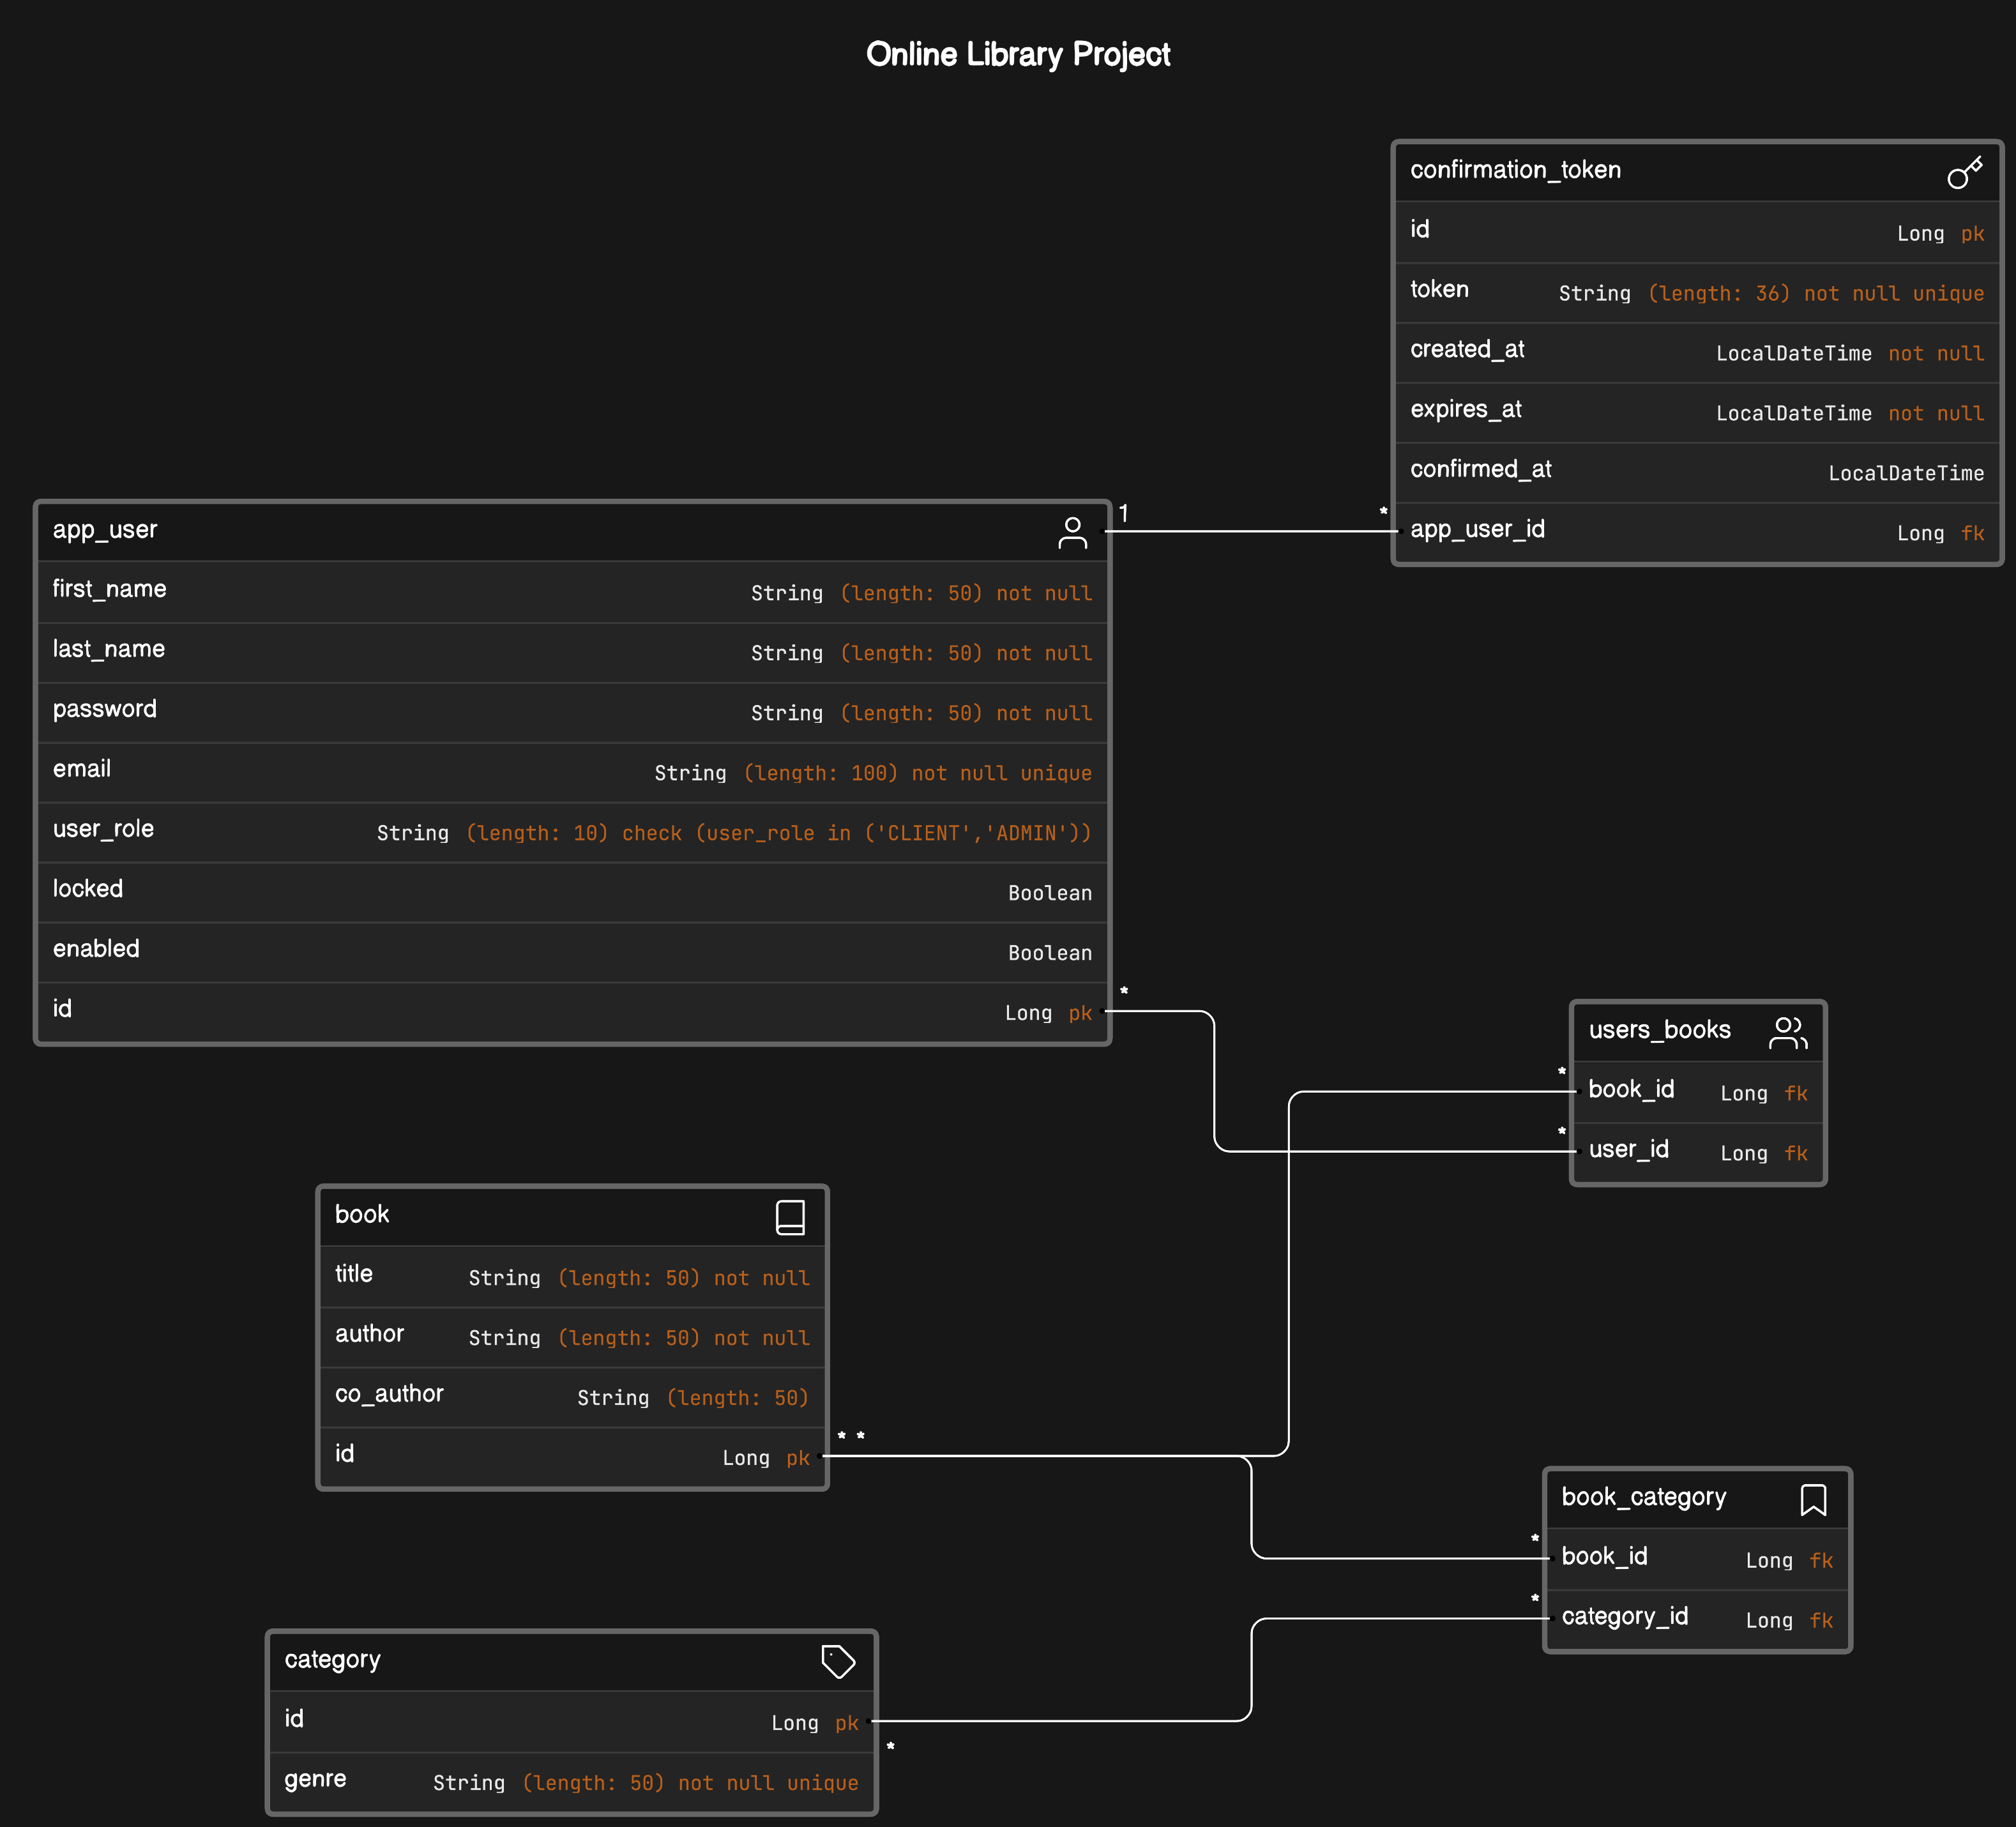 Online Library Project
confirmation_token
id Long pk
token String (length: 36) not null unique
created_at LocalDateTime not null
expires_at LocalDateTime not null
confirmed_at LocalDateTime
* app_user_id Long fk
app_user 1
first_name String (length: 50) not null
last_name String (length: 50) not null
password String (length: 50) not null
email String (length: 100) not null unique
user_role String (length: 10) check (user_role in ('CLIENT','ADMIN'))
locked Boolean
enabled Boolean
id Long pk *
users_books
* book_id Long fk
* user_id Long fk
book
title String (length: 50) not null
author String (length: 50) not null
co_author String (length: 50)
id Long pk * *
book_category
* book_id Long fk
* category_id Long fk
category
id Long pk *
genre String (length: 50) not null unique